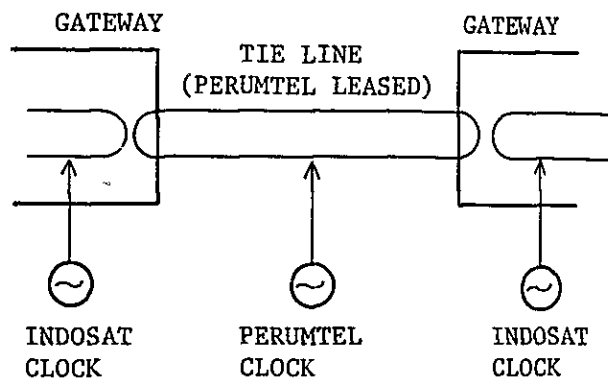 GATEWAY
GATEWAY
TIE LINE
(PERUMTEL LEASED)
INDOSAT
CLOCK
PERUMTEL
CLOCK
INDOSAT
CLOCK